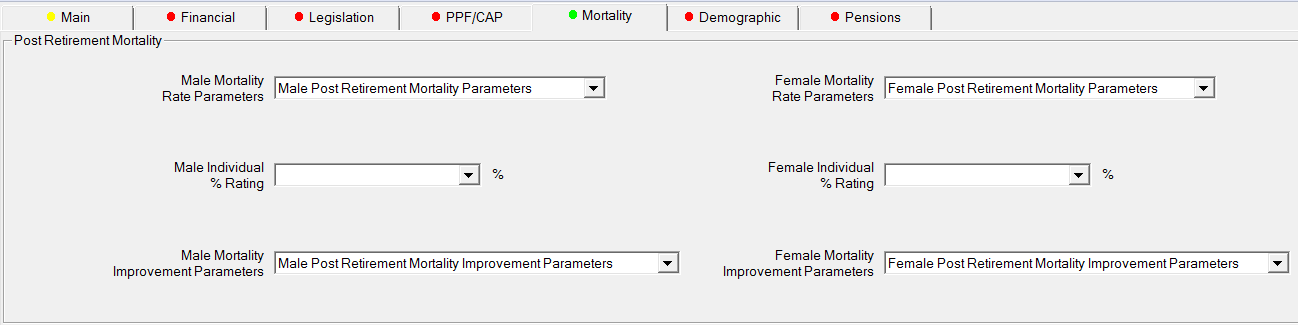 Main Financial Legislation PPF/CAP Mortality Demographic Pensions
Post Retirement Mortality
Male Mortality
Rate Parameters
Male Post Retirement Mortality Parameters
Female Mortality
Rate Parameters
Female Post Retirement Mortality Parameters
Male Individual
% Rating
%
Female Individual
% Rating
%
Male Mortality
Improvement Parameters
Male Post Retirement Mortality Improvement Parameters
Female Mortality
Improvement Parameters
Female Post Retirement Mortality Improvement Parameters